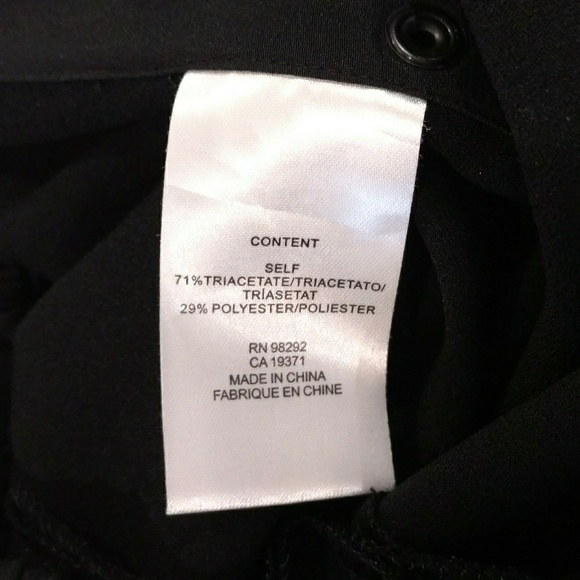 CONTENT
SELF
71%TRIACETATE/TRIACETATO/
TRÍASETAT
29% POLYESTER/POLIESTER
RN 98292
CA 19371
MADE IN CHINA
FABRIQUE EN CHINE